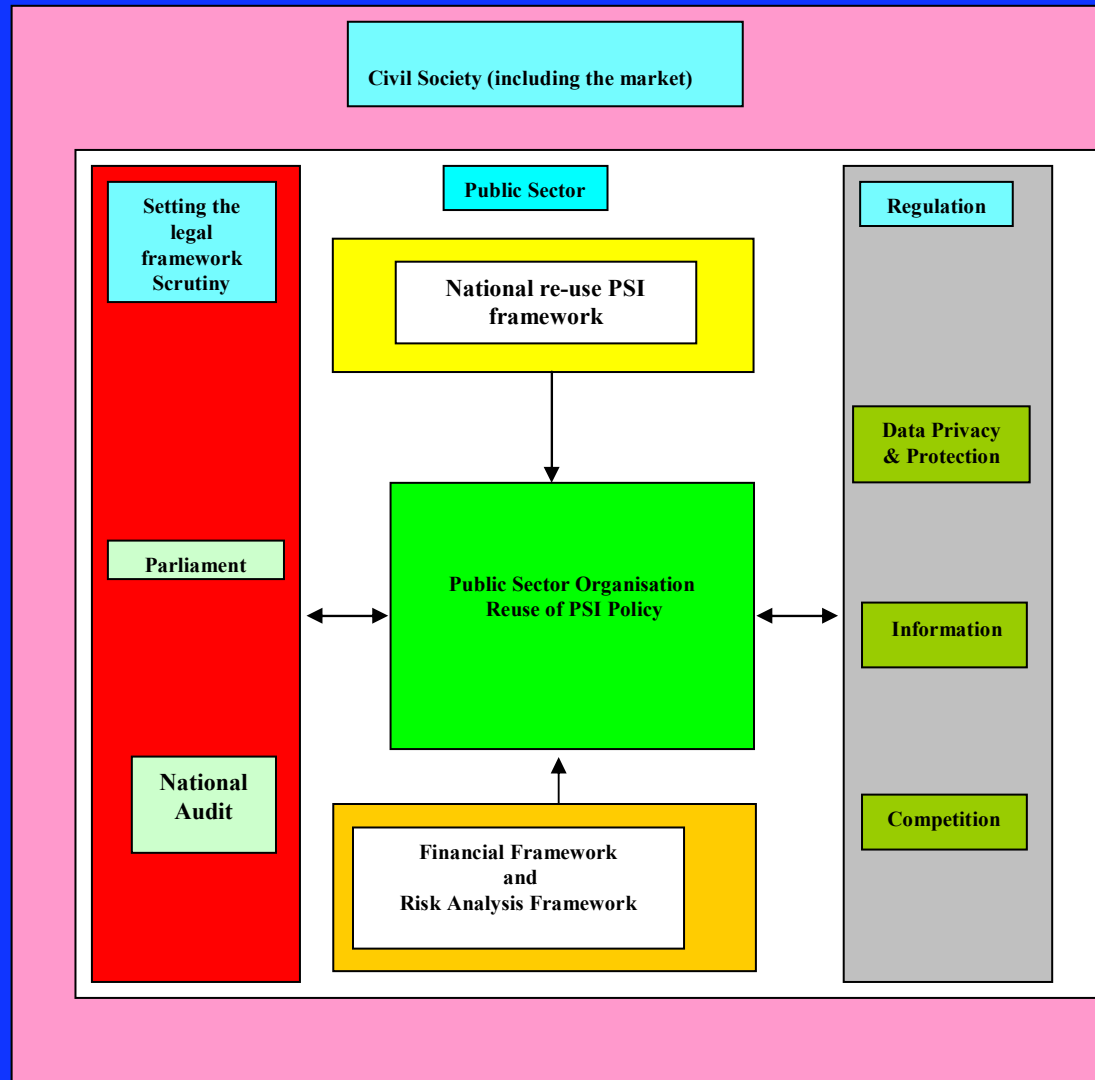 Civil Society (including the market)
Setting the
legal
framework
Scrutiny
Public Sector
Regulation
National re-use PSI
framework
Data Privacy
& Protection
Parliament
Public Sector Organisation
Reuse of PSI Policy
Information
National
Audit
Financial Framework
and
Risk Analysis Framework
Competition